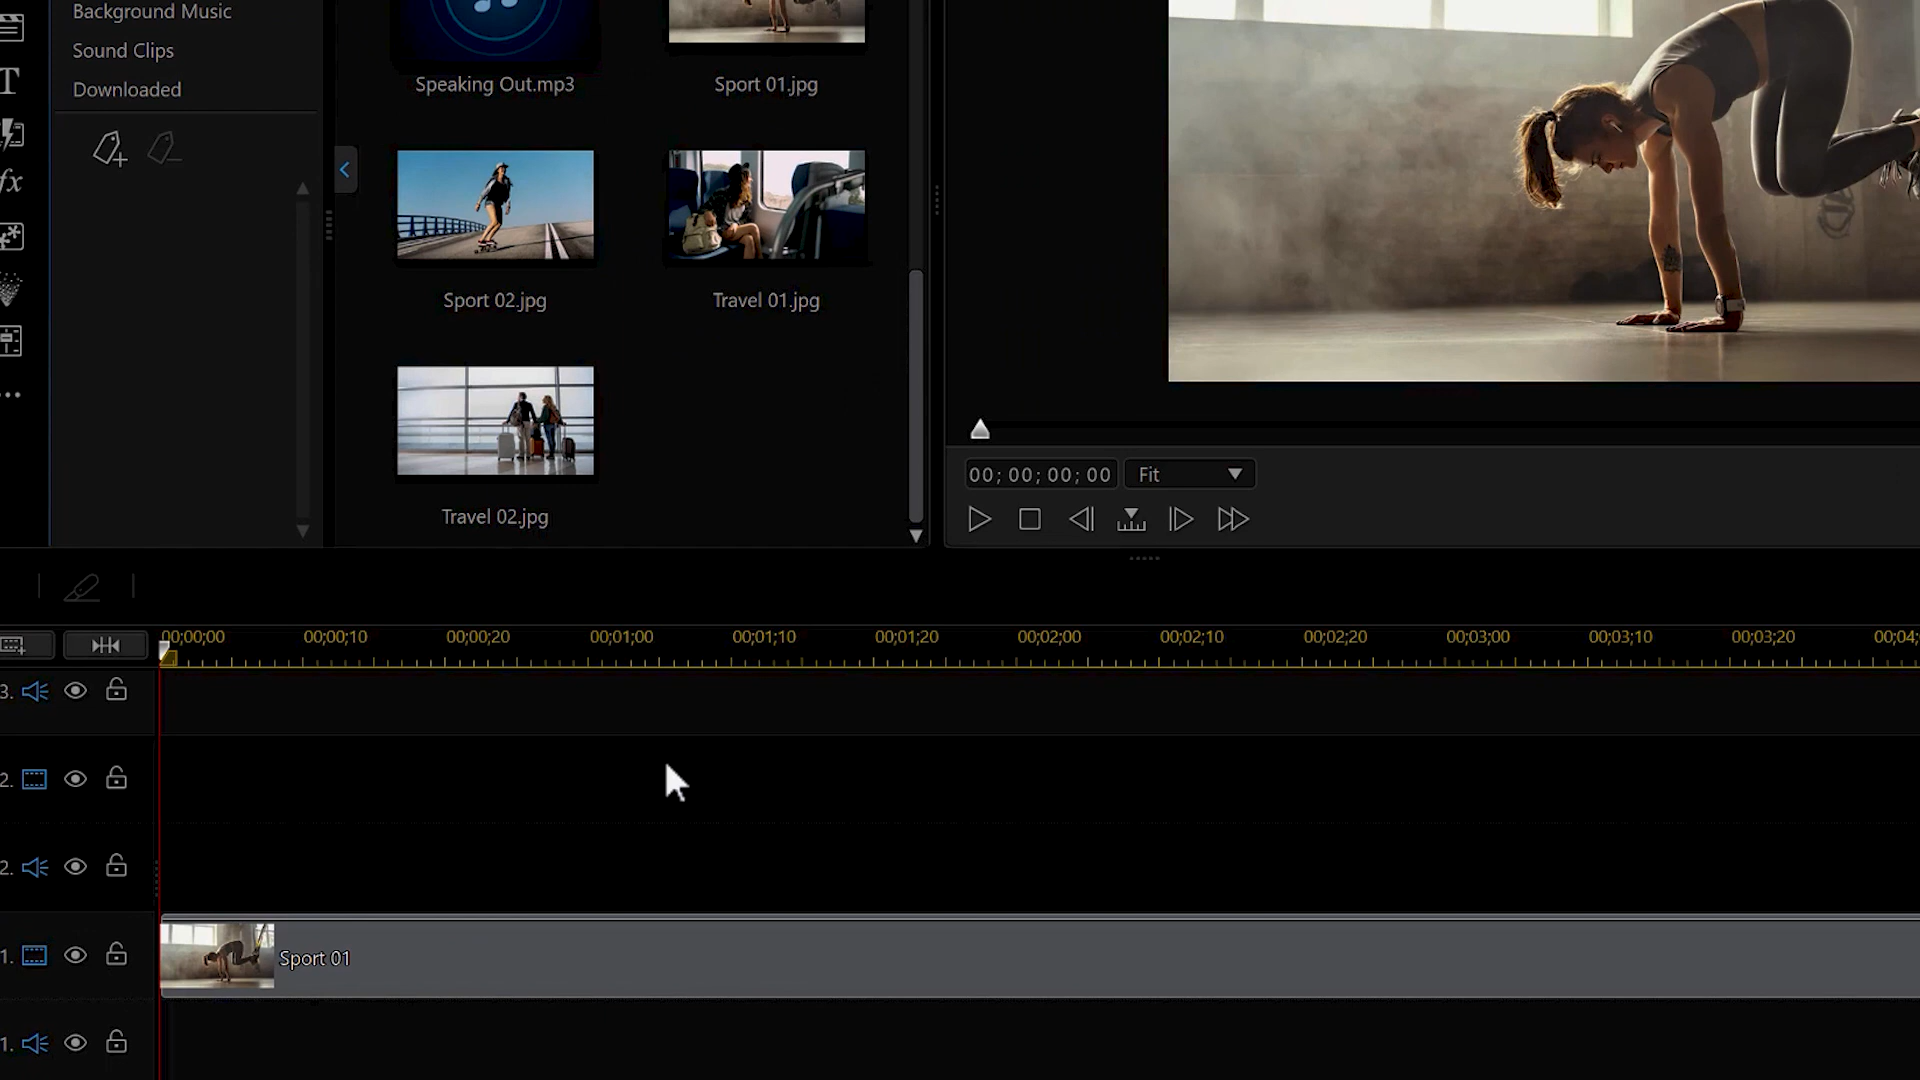 Background Music
Sound Clips
Downloaded
T
fx
Speaking Out.mp3
Sport 01.jpg
Sport 02.jpg
Travel 01.jpg
Travel 02.jpg
00; 00; 00; 00
Fit
00;00;00
00;00;10
00;00;20
00;01;00
00;01;10
00;01;20
00;02;00
00;02;10
00;02;20
00;03;00
00;03;10
00;03;20
00;04;
3.
2.
2.
1.
Sport 01
1.